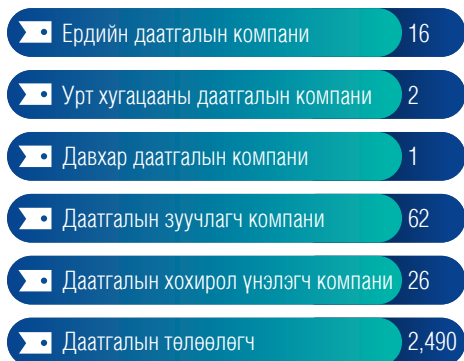 Ердийн даатгалын компани 16
Урт хугацааны даатгалын компани 2
Давхар даатгалын компани 1
Даатгалын зуучлагч компани 62
Даатгалын хохирол үнэлэгч компани 26
Даатгалын төлөөлөгч 2,490